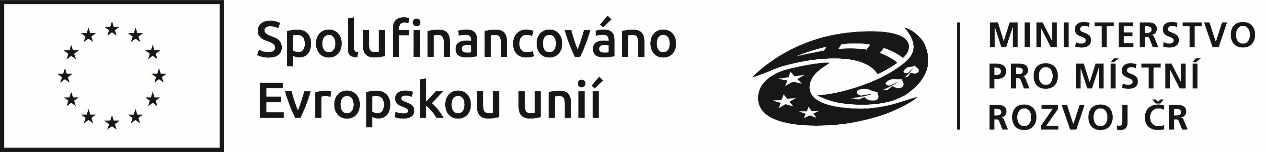 Spolufinancováno
Evropskou unií
MINISTERSTVO
PRO MÍSTNÍ
ROZVOJ ČR